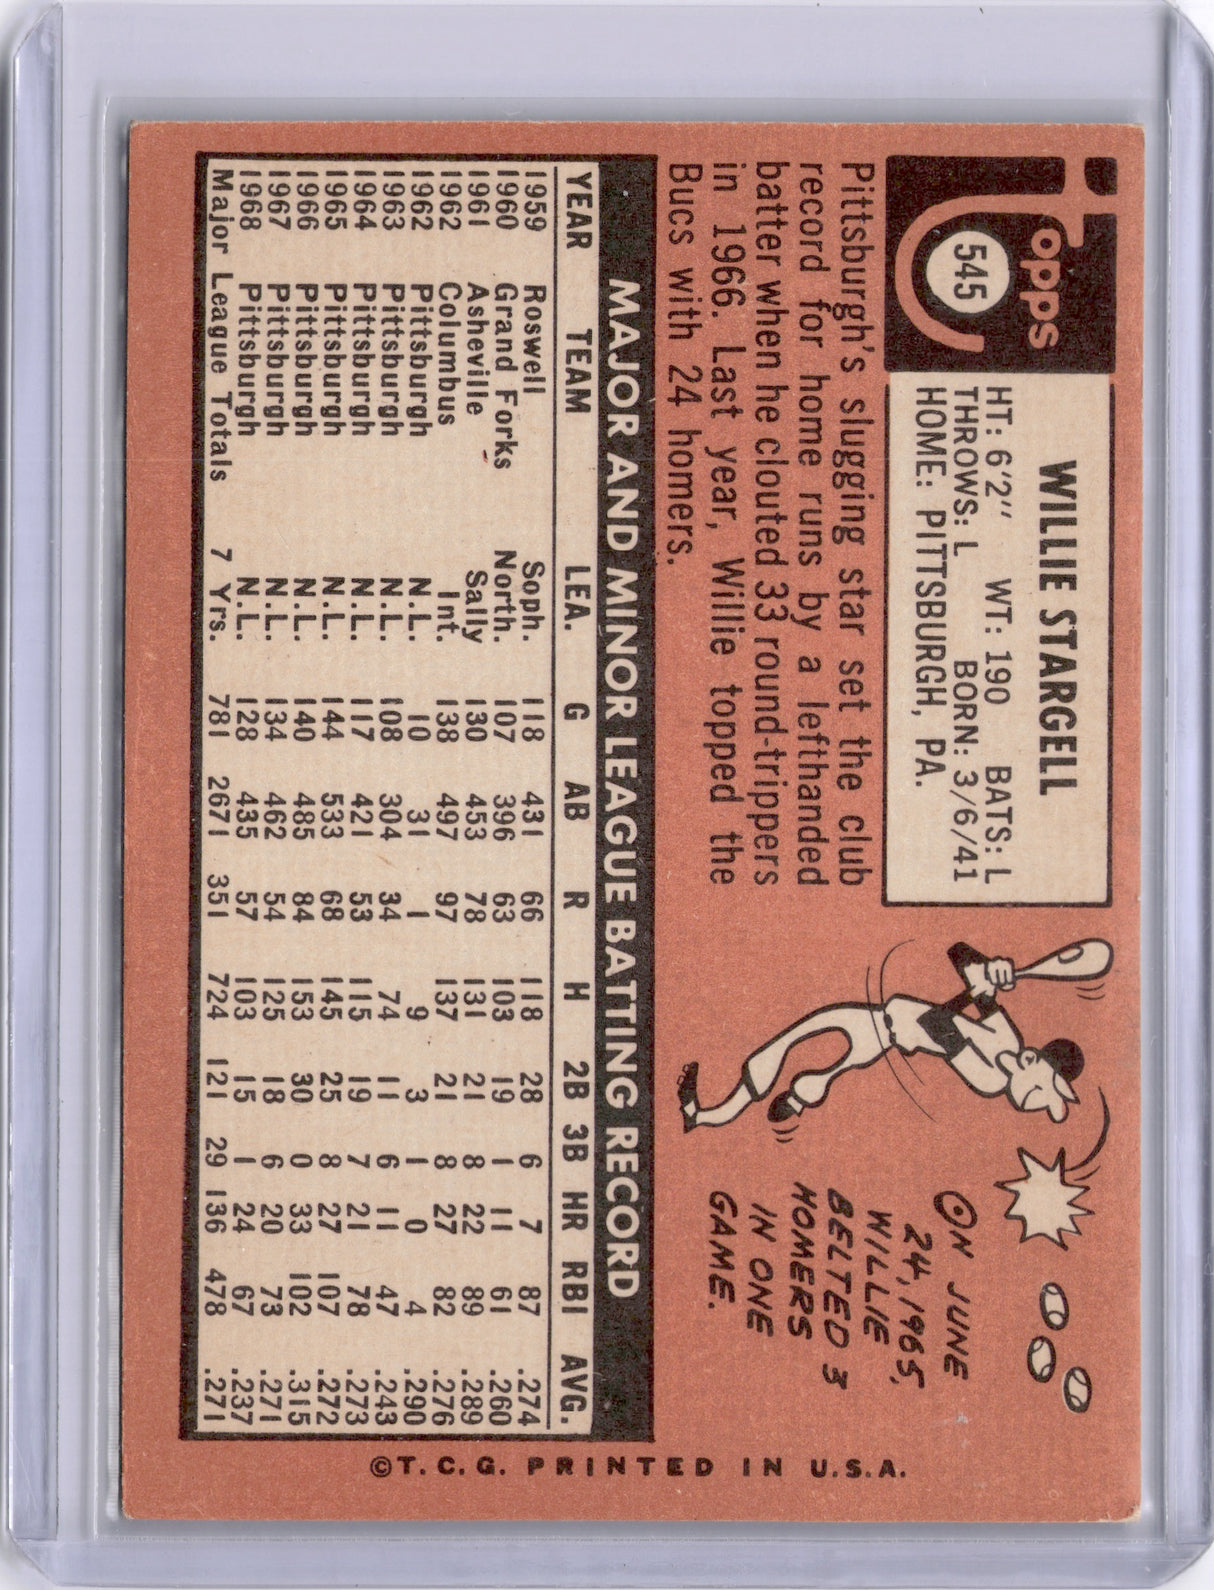 Topps
545
WILLIE STARGELL
HT: 6'2" WT: 190 BATS: L
THROWS: L BORN: 3/6/41
HOME: PITTSBURGH, PA.
Pittsburgh's slugging star set the club
record for home runs by a lefthanded
batter when he clouted 33 round-trippers
in 1966. Last year, Willie topped the
Bucs with 24 homers.
ON JUNE
24, 1965,
WILLIE
BELTED 3
HOMERS
IN ONE
GAME.
MAJOR AND MINOR LEAGUE BATTING RECORD
YEAR TEAM LEA. G AB R H 2B 3B HR RBI AVG.
1959 Roswell Soph. 118 431 66 118 28 6 7 87 .274
1960 Grand Forks North. 107 396 63 103 19 1 11 61 .260
1961 Asheville Sally 130 453 78 131 21 8 22 89 .289
1962 Columbus Int. 138 497 97 137 21 8 27 82 .276
1962 Pittsburgh N.L. 10 31 1 9 3 1 0 4 .290
1963 Pittsburgh N.L. 108 304 34 74 11 6 11 47 .243
1964 Pittsburgh N.L. 117 421 53 115 19 7 21 78 .273
1965 Pittsburgh N.L. 144 533 68 145 25 8 27 107 .272
1966 Pittsburgh N.L. 140 485 84 153 30 0 33 102 .315
1967 Pittsburgh N.L. 134 462 54 125 18 6 20 73 .271
1968 Pittsburgh N.L. 128 435 57 103 15 1 24 67 .237
Major League Totals 7 Yrs. 781 2671 351 724 121 29 136 478 .271
©T.C.G. PRINTED IN U.S.A.